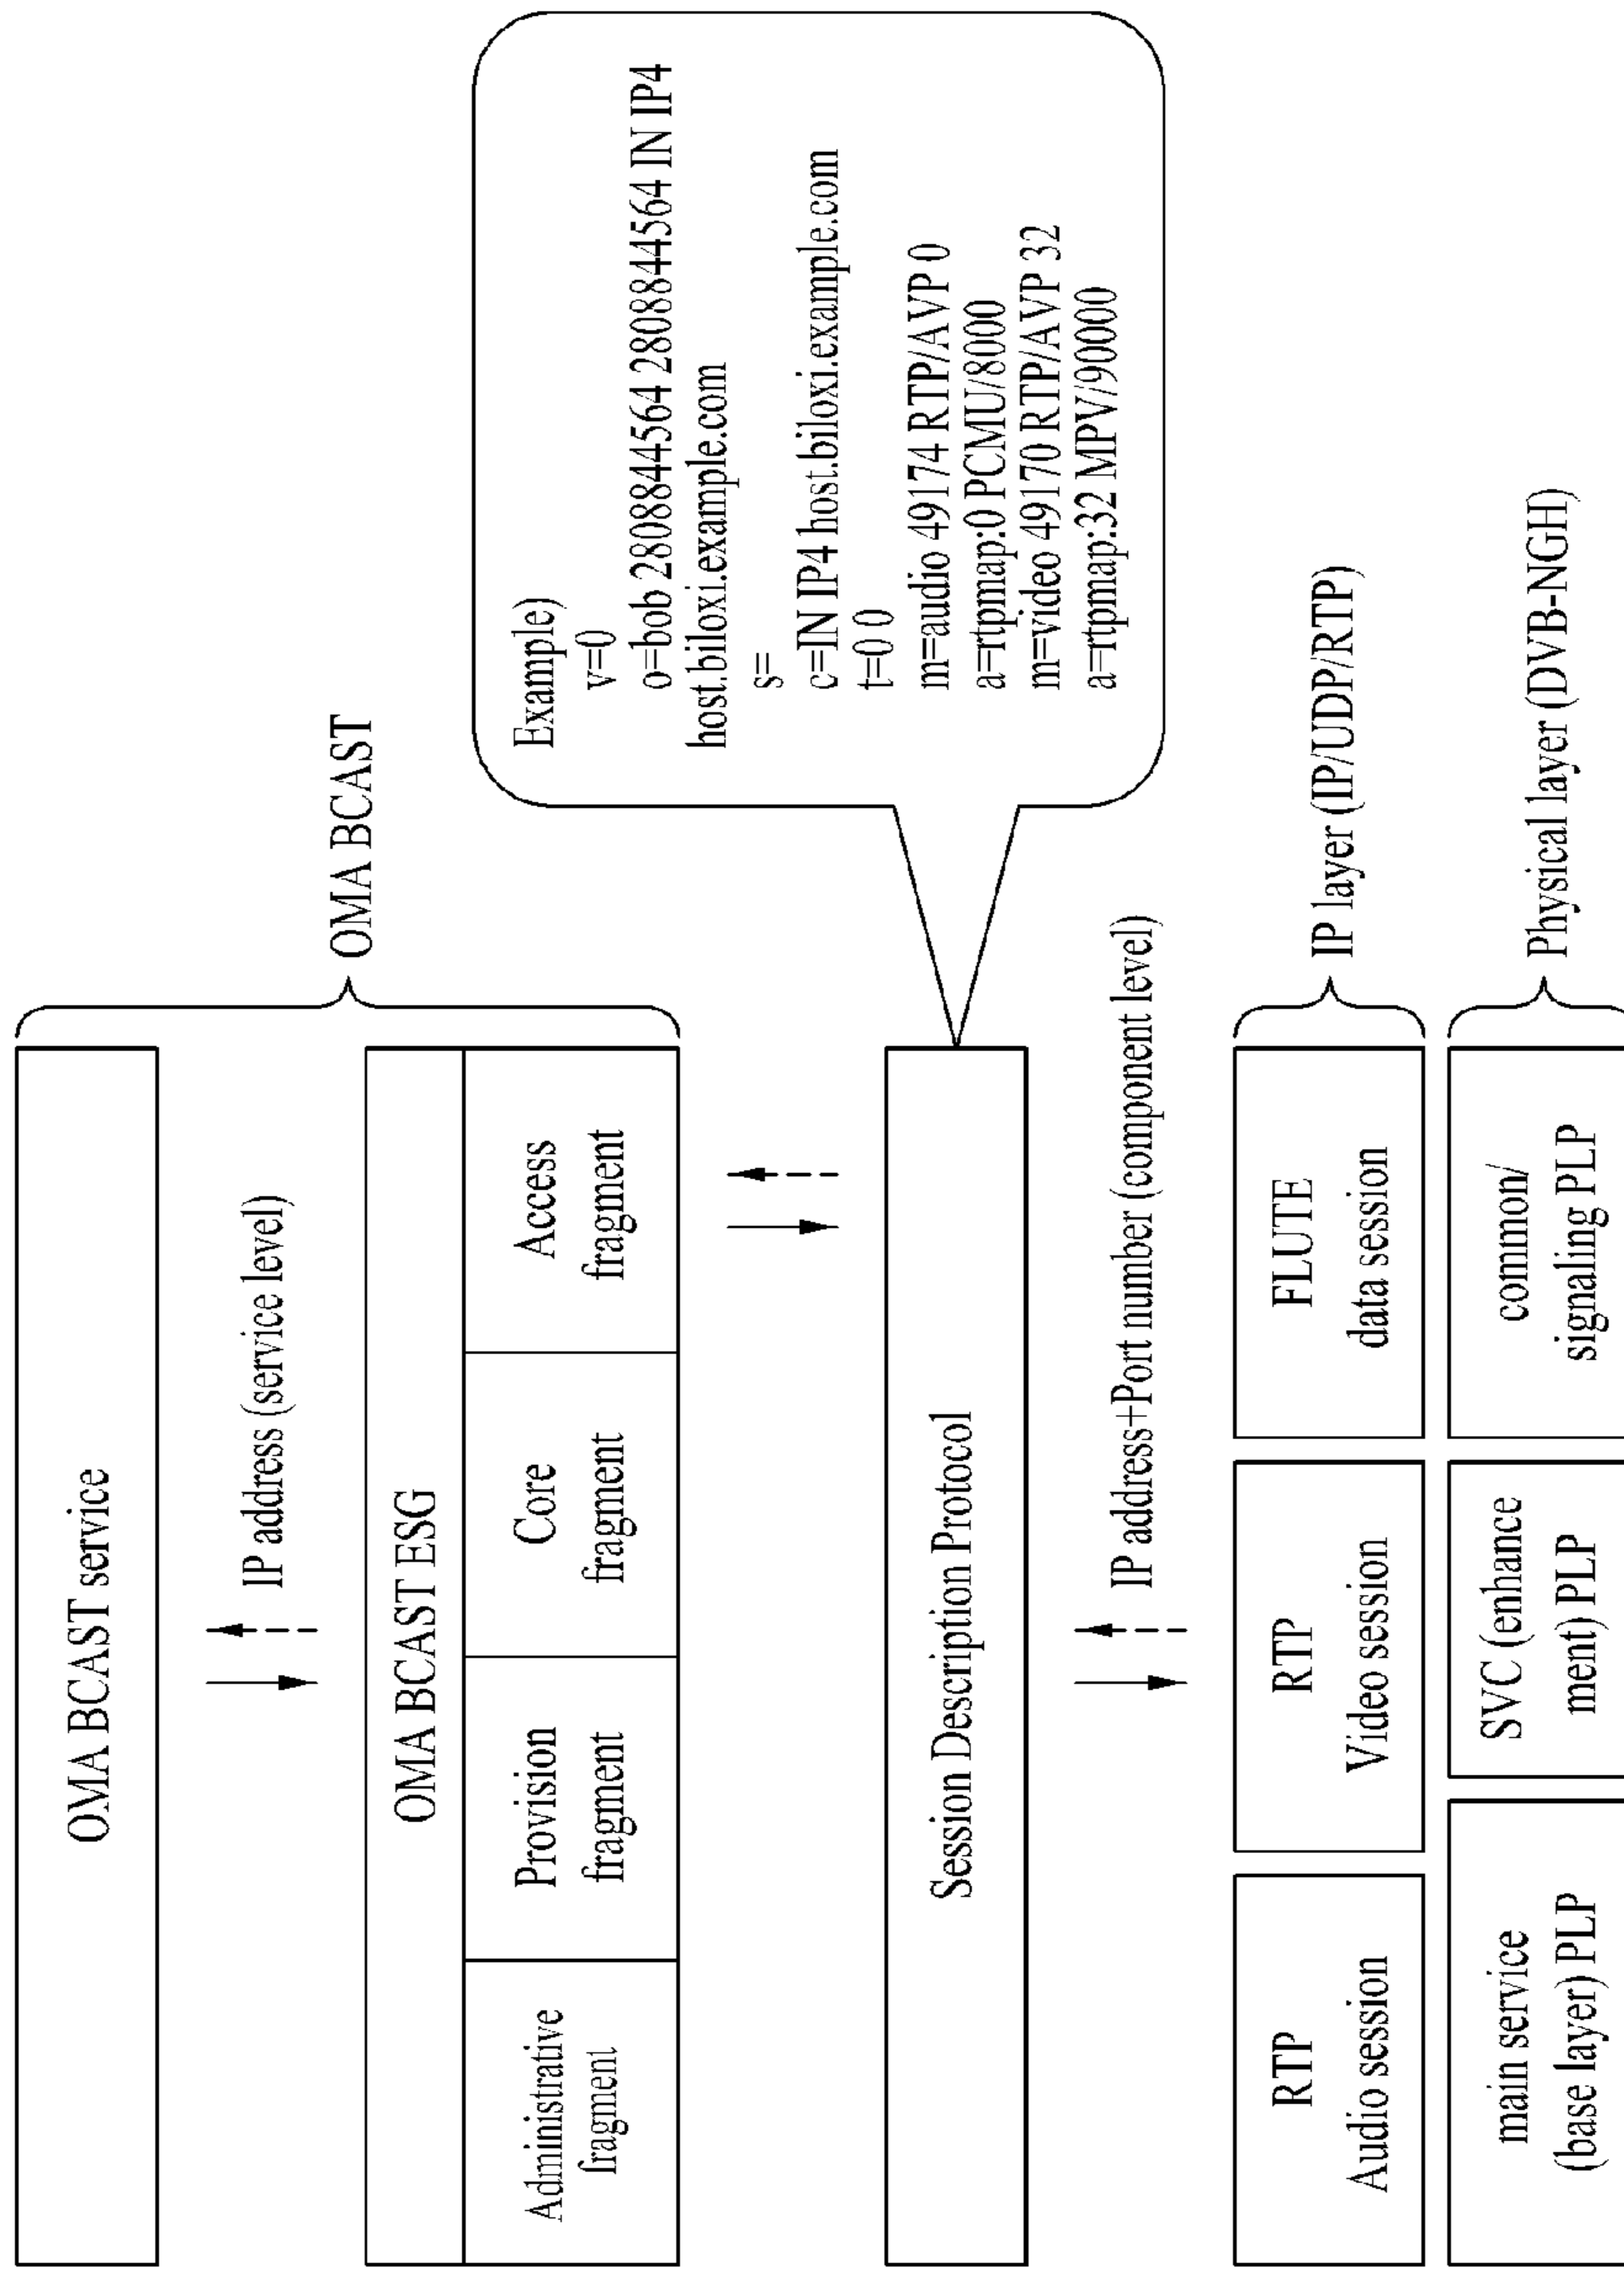 OMA BCAST service
IP address (service level)
OMA BCAST
OMA BCAST ESG
Administrative
fragment
Provision
fragment
Core
fragment
Access
fragment
Session Description Protocol
Example)
v=0
o=bob 2808844564 2808844564 IN IP4
host.biloxi.example.com
s=
c=IN IP4 host.biloxi.example.com
t=0 0
m=audio 49174 RTP/AVP 0
a=rtpmap:0 PCMU/8000
m=video 49170 RTP/AVP 32
a=rtpmap:32 MPV/90000
IP address+Port number (component level)
RTP
Audio session
RTP
Video session
FLUTE
data session
IP layer (IP/UDP/RTP)
main service
(base layer) PLP
SVC (enhance
ment) PLP
common/
signaling PLP
Physical layer (DVB-NGH)